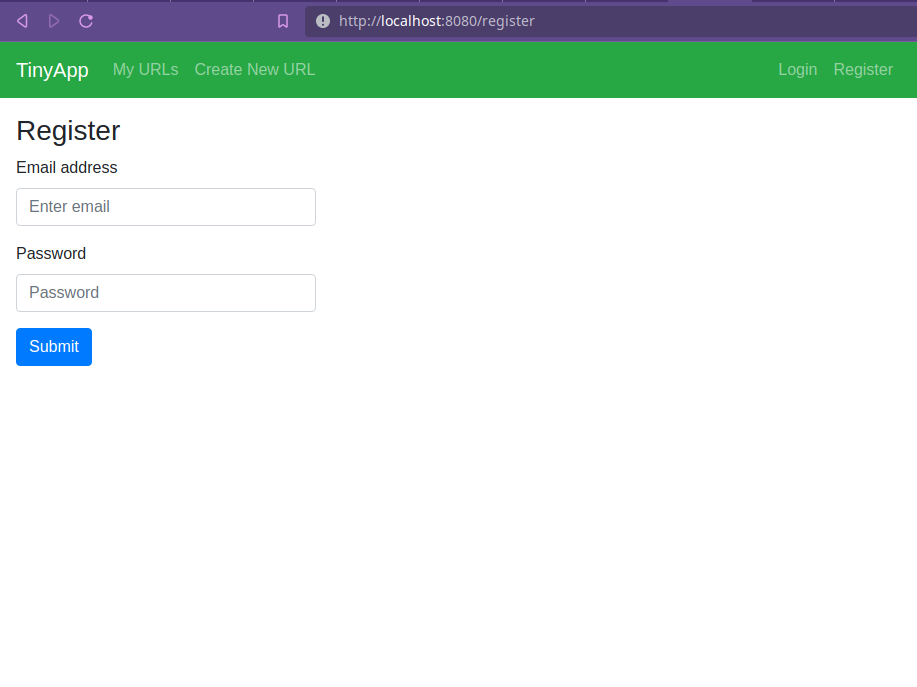 http://localhost:8080/register
TinyApp My URLs Create New URL Login Register
Register
Email address
Enter email
Password
Password
Submit